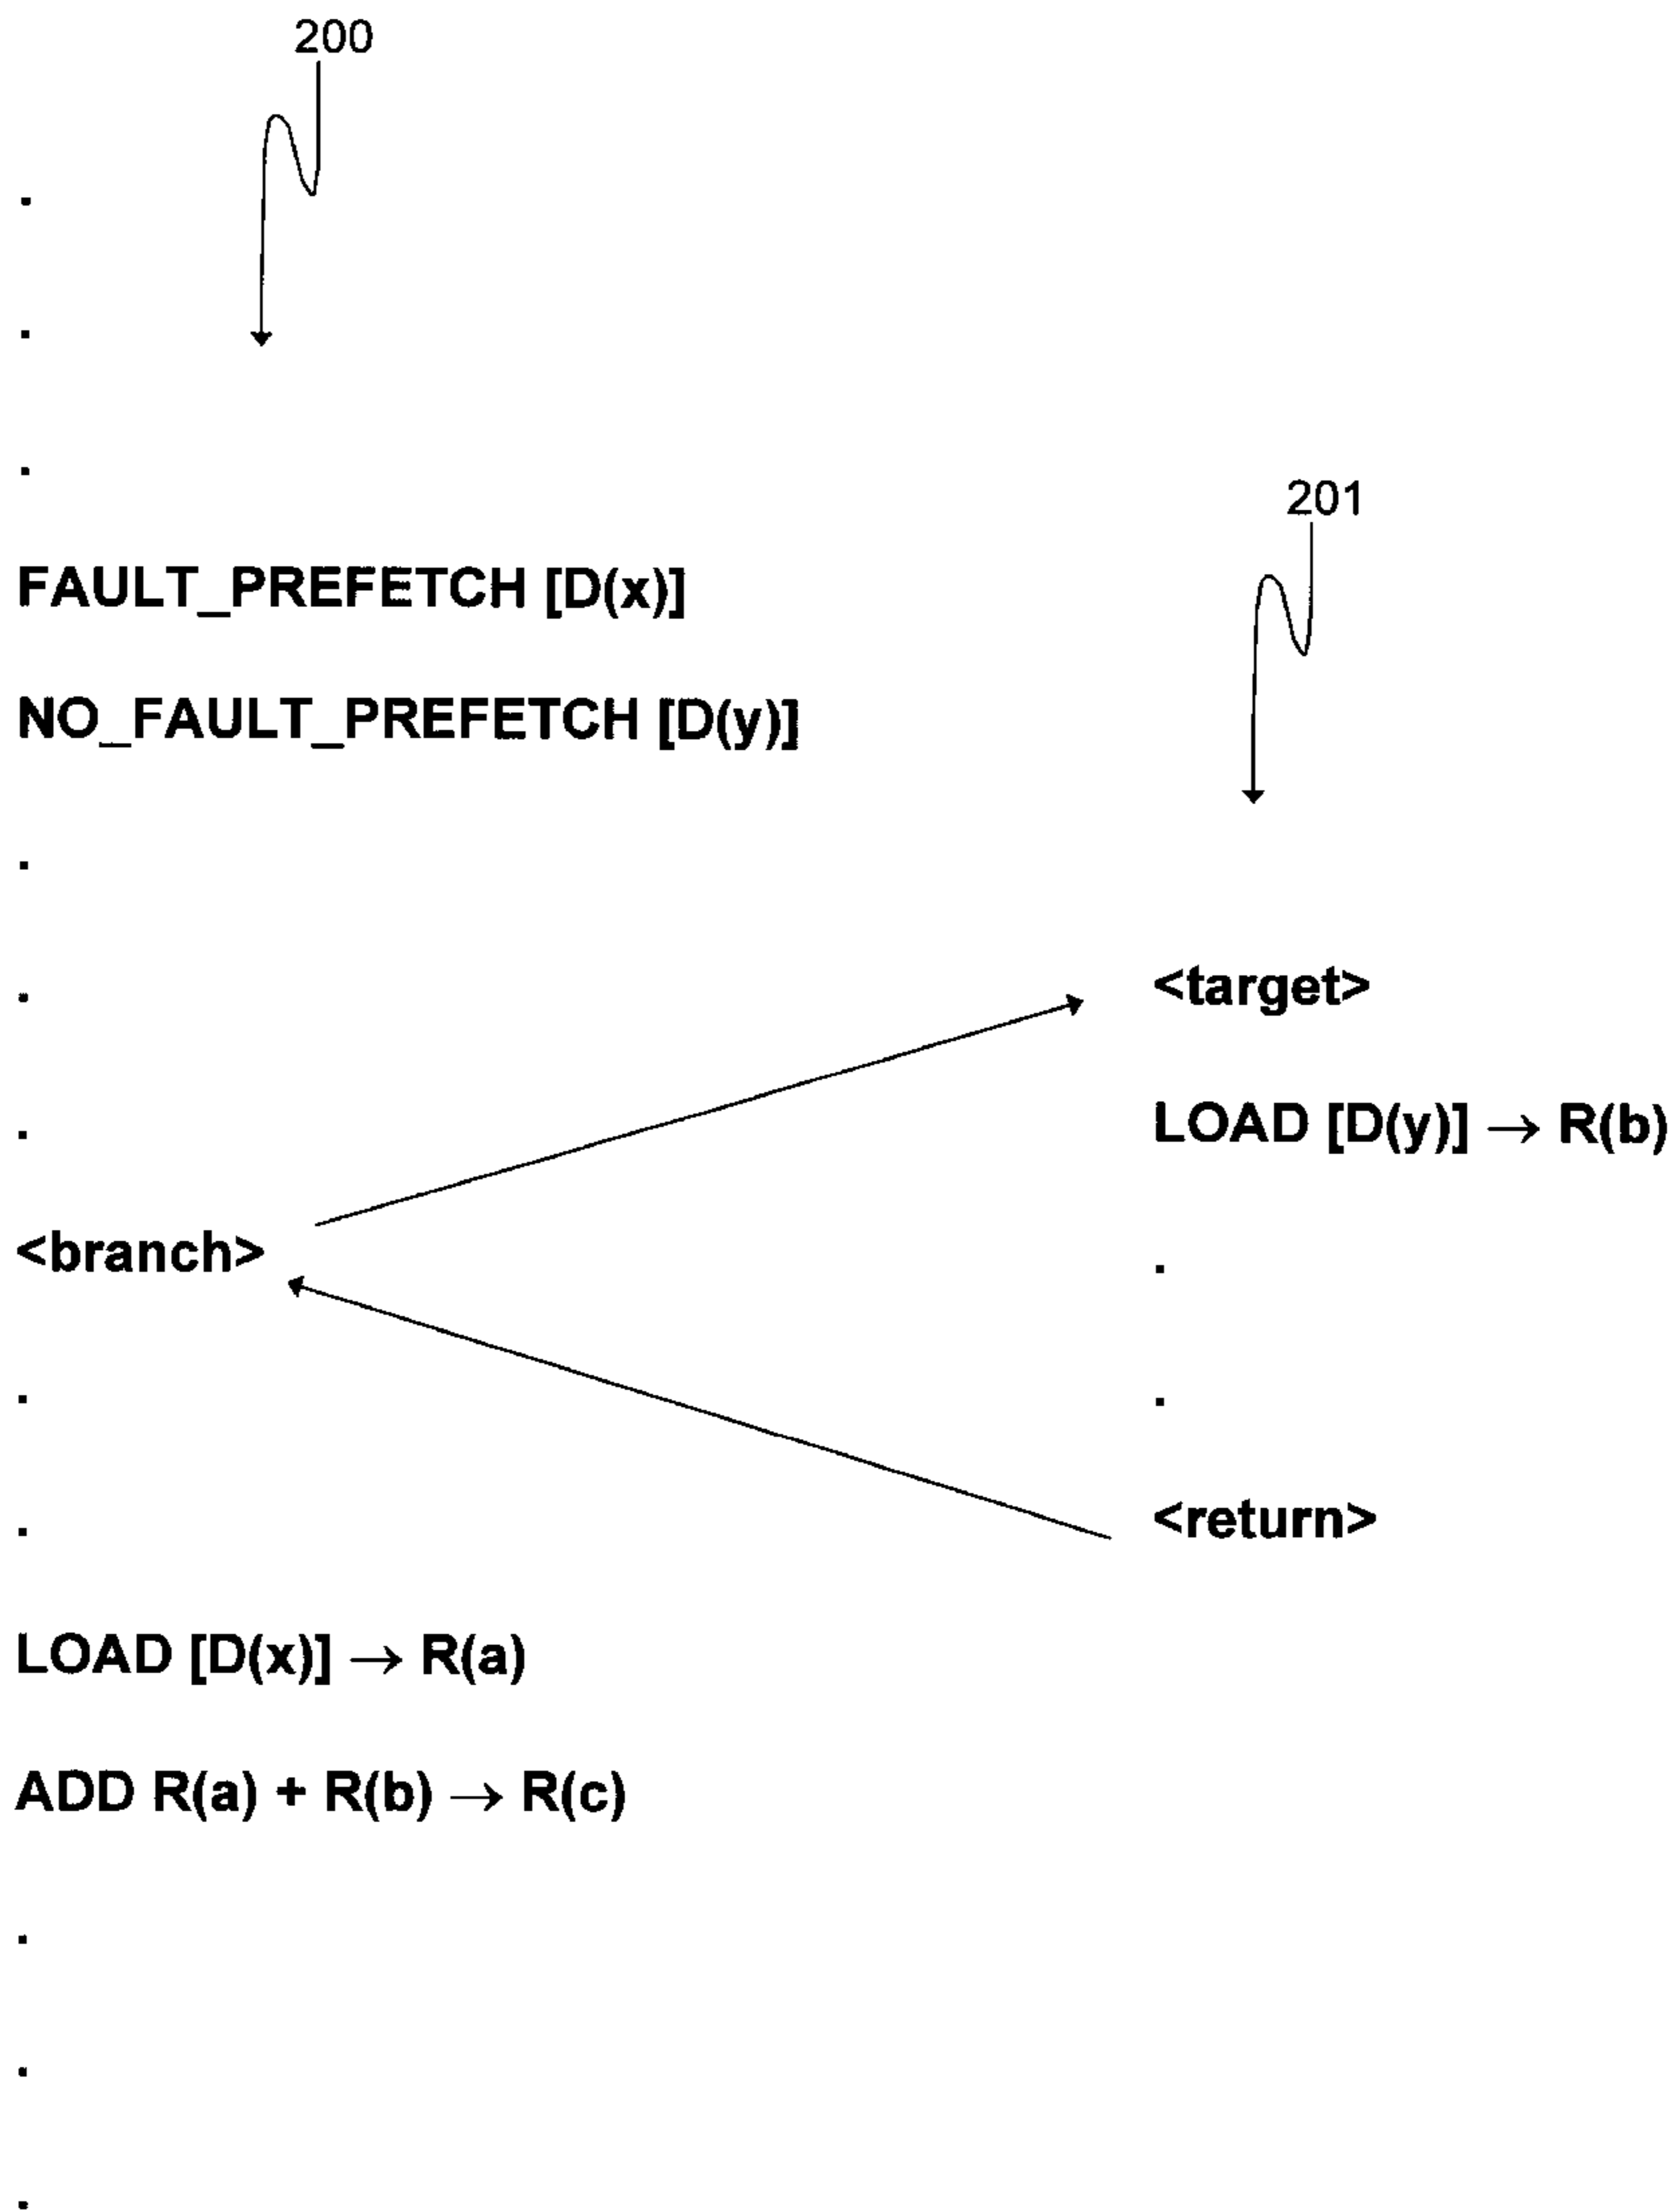 200
.
.
.
201
FAULT_PREFETCH [D(x)]
NO_FAULT_PREFETCH [D(y)]
.
.
<target>
.
LOAD [D(y)] → R(b)
<branch>
.
.
.
.
<return>
LOAD [D(x)] → R(a)
ADD R(a) + R(b) → R(c)
.
.
.